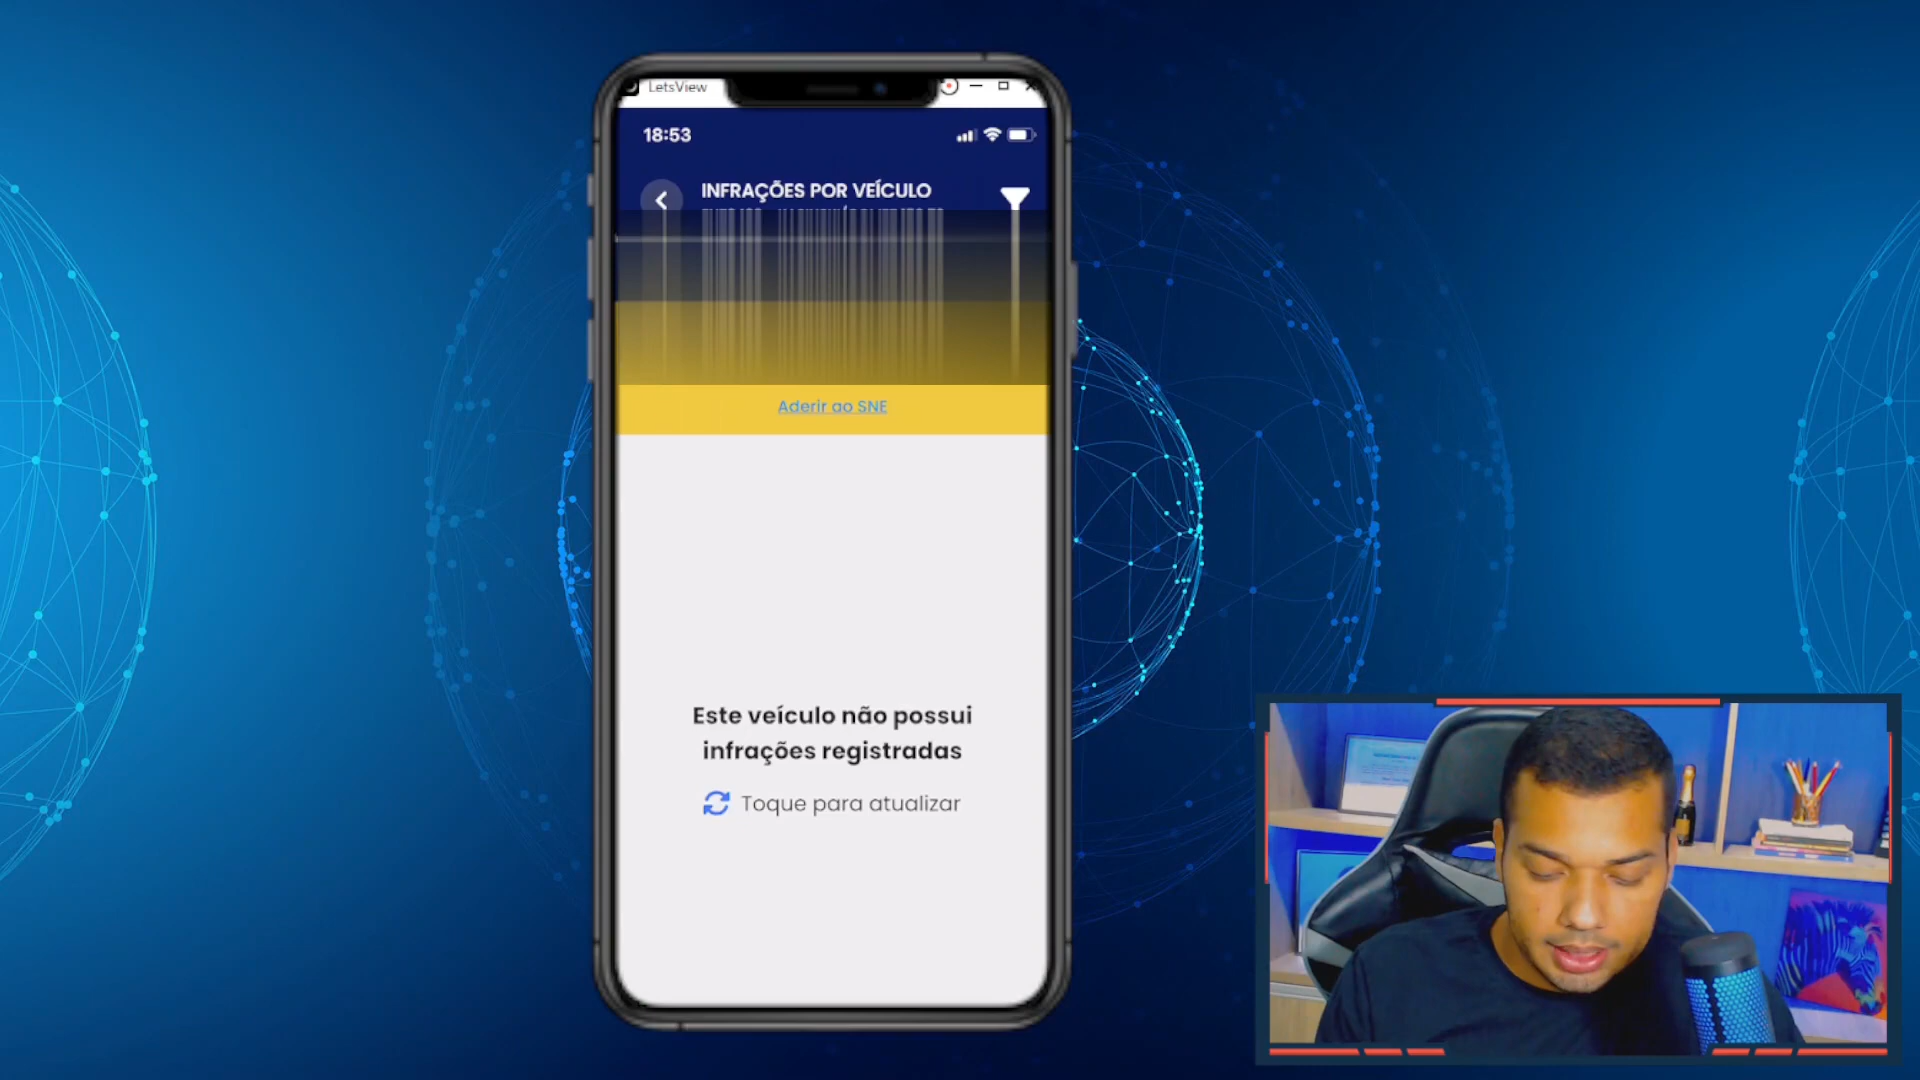 LetsView
18:53
INFRAÇÕES POR VEÍCULO
Aderir ao SNE
Este veículo não possui
infrações registradas
Toque para atualizar